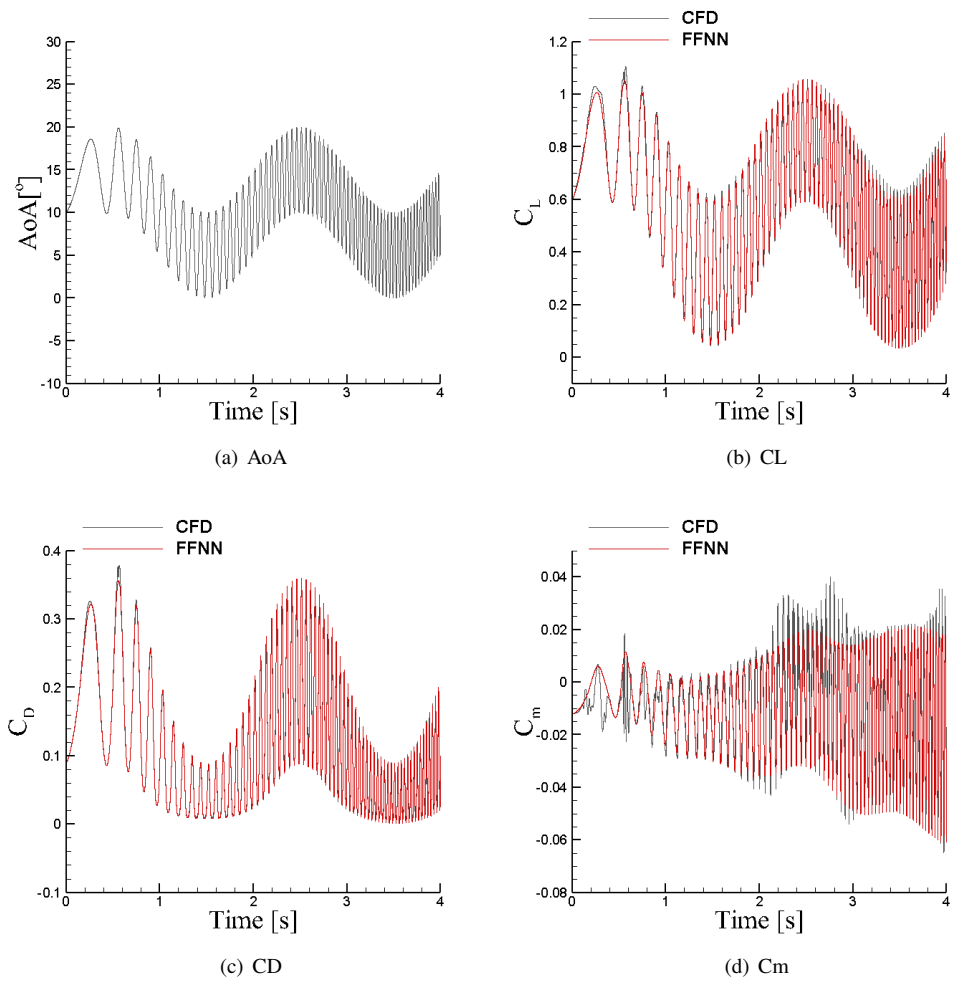 CFD
FFNN
30
25
20
15
10
5
0
-5
-10
AoA[°]
0 1 2 3 4
Time [s]
(a) AoA
1.2
1
0.8
0.6
0.4
0.2
0
C_L
0 1 2 3 4
Time [s]
(b) CL
CFD
FFNN
0.4
0.3
0.2
0.1
0
-0.1
C_D
0 1 2 3 4
Time [s]
(c) CD
CFD
FFNN
0.04
0.02
0
-0.02
-0.04
-0.06
-0.08
C_m
0 1 2 3 4
Time [s]
(d) Cm